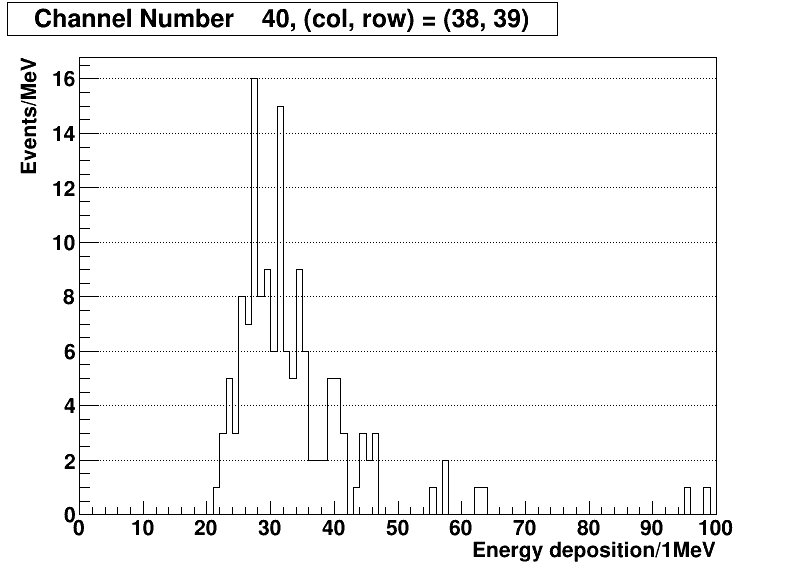 Channel Number 40, (col, row) = (38, 39)
Events/MeV
16
14
12
10
8
6
4
2
0
0 10 20 30 40 50 60 70 80 90 100
Energy deposition/1MeV